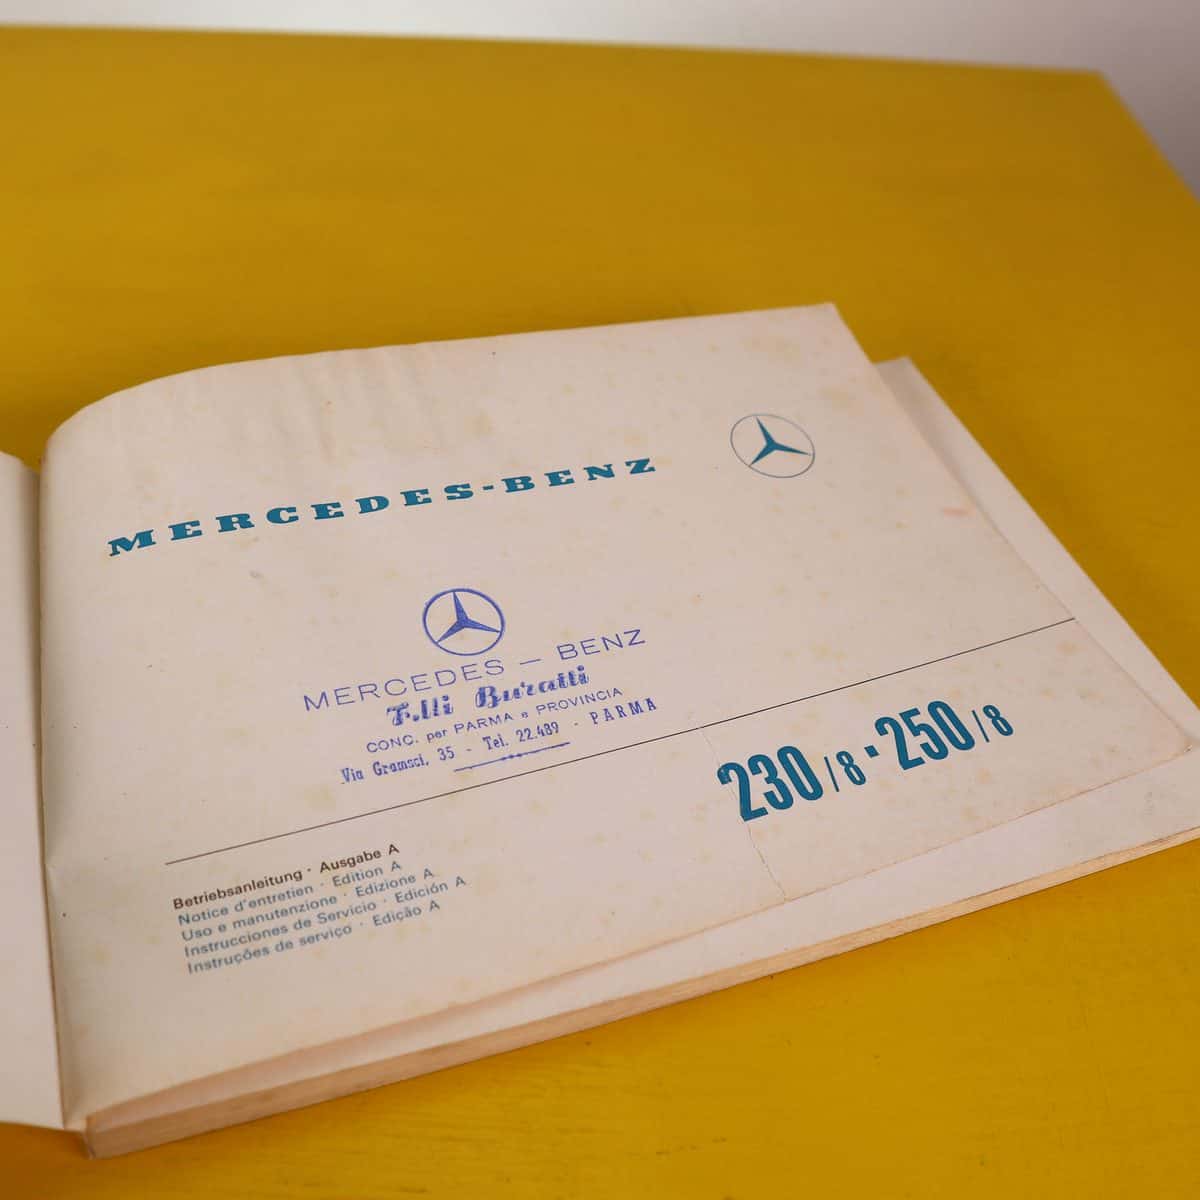 MERCEDES-BENZ
MERCEDES – BENZ
F.lli Buratti
CONC. per PARMA e PROVINCIA
Via Gramsci, 35 - Tel. 22.489 - PARMA
230/8 · 250/8
Betriebsanleitung · Ausgabe A
Notice d'entretien · Edition A
Uso e manutenzione · Edizione A
Instrucciones de Servicio · Edición A
Instruções de serviço · Edição A